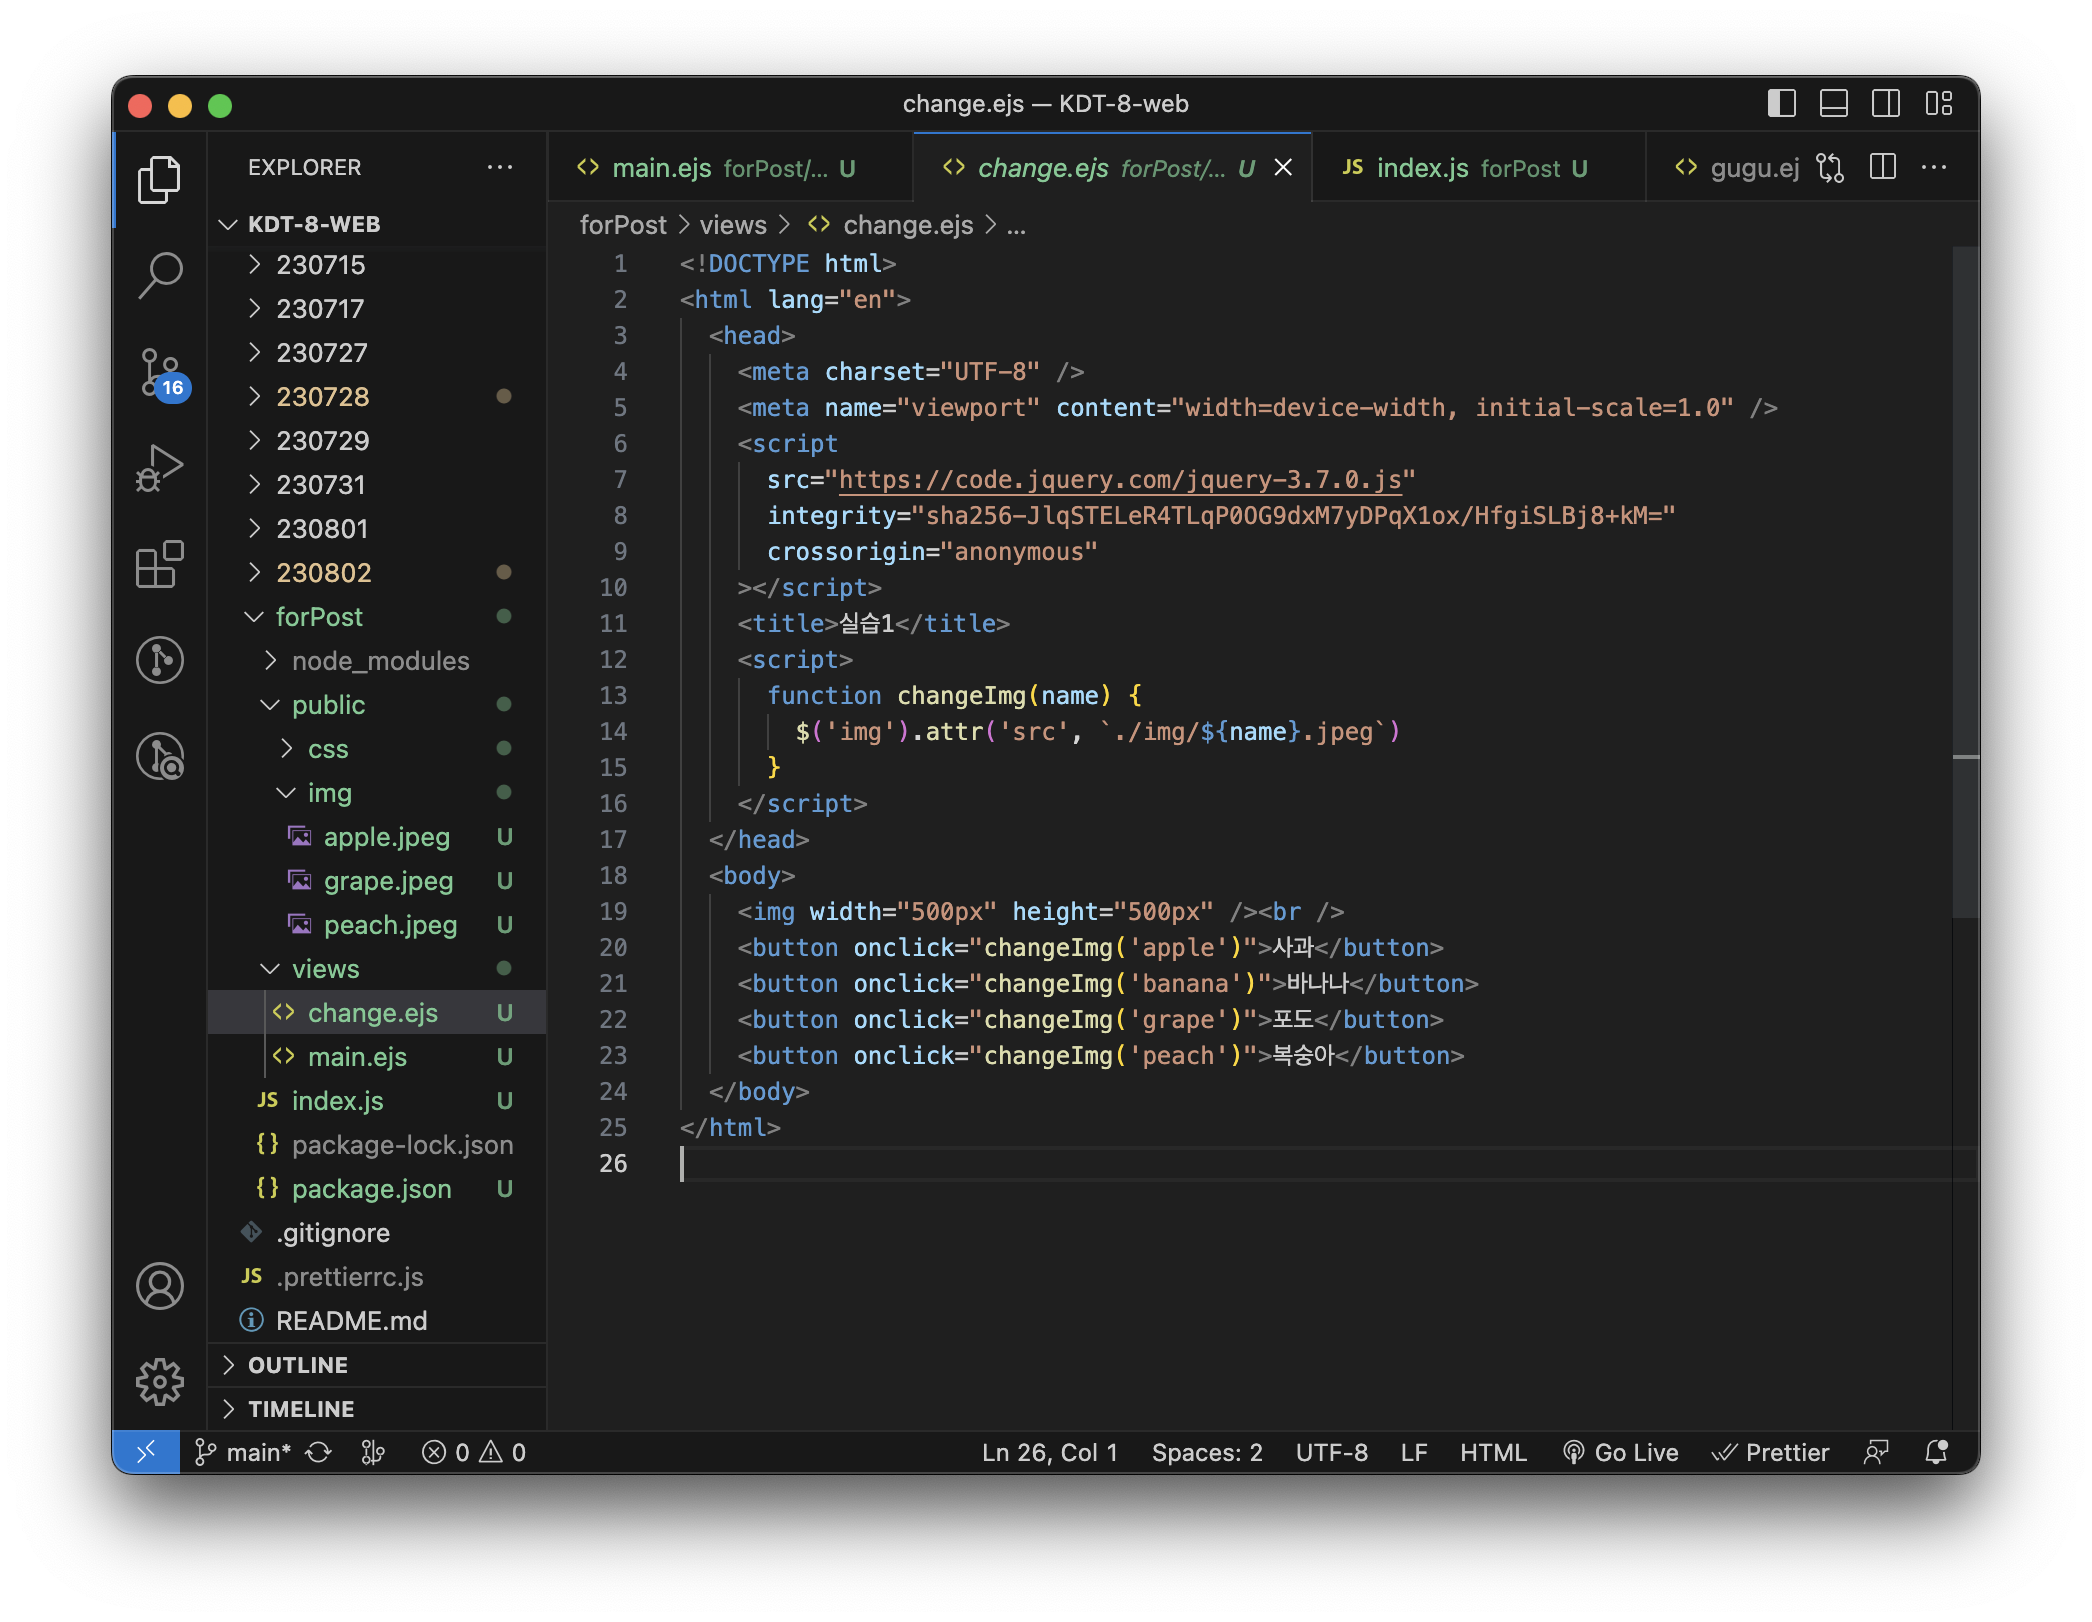 change.ejs — KDT-8-web
EXPLORER
KDT-8-WEB
230715
230717
230727
230728
230729
230731
230801
230802
forPost
node_modules
public
css
img
apple.jpeg U
grape.jpeg U
peach.jpeg U
views
change.ejs U
main.ejs U
JS index.js U
{} package-lock.json
{} package.json U
.gitignore
JS .prettierrc.js
README.md
OUTLINE
TIMELINE
16
<> main.ejs forPost/... U
<> change.ejs forPost/... U
JS index.js forPost U
<> gugu.ej
forPost > views > <> change.ejs > ...
1 <!DOCTYPE html>
2 <html lang="en">
3 <head>
4 <meta charset="UTF-8" />
5 <meta name="viewport" content="width=device-width, initial-scale=1.0" />
6 <script
7 src="https://code.jquery.com/jquery-3.7.0.js"
8 integrity="sha256-JlqSTELeR4TLqP0OG9dxM7yDPqX1ox/HfgiSLBj8+kM="
9 crossorigin="anonymous"
10 ></script>
11 <title>실습1</title>
12 <script>
13 function changeImg(name) {
14 $('img').attr('src', `./img/${name}.jpeg`)
15 }
16 </script>
17 </head>
18 <body>
19 <img width="500px" height="500px" /><br />
20 <button onclick="changeImg('apple')">사과</button>
21 <button onclick="changeImg('banana')">바나나</button>
22 <button onclick="changeImg('grape')">포도</button>
23 <button onclick="changeImg('peach')">복숭아</button>
24 </body>
25 </html>
26
main* 0 0 Ln 26, Col 1 Spaces: 2 UTF-8 LF HTML Go Live Prettier